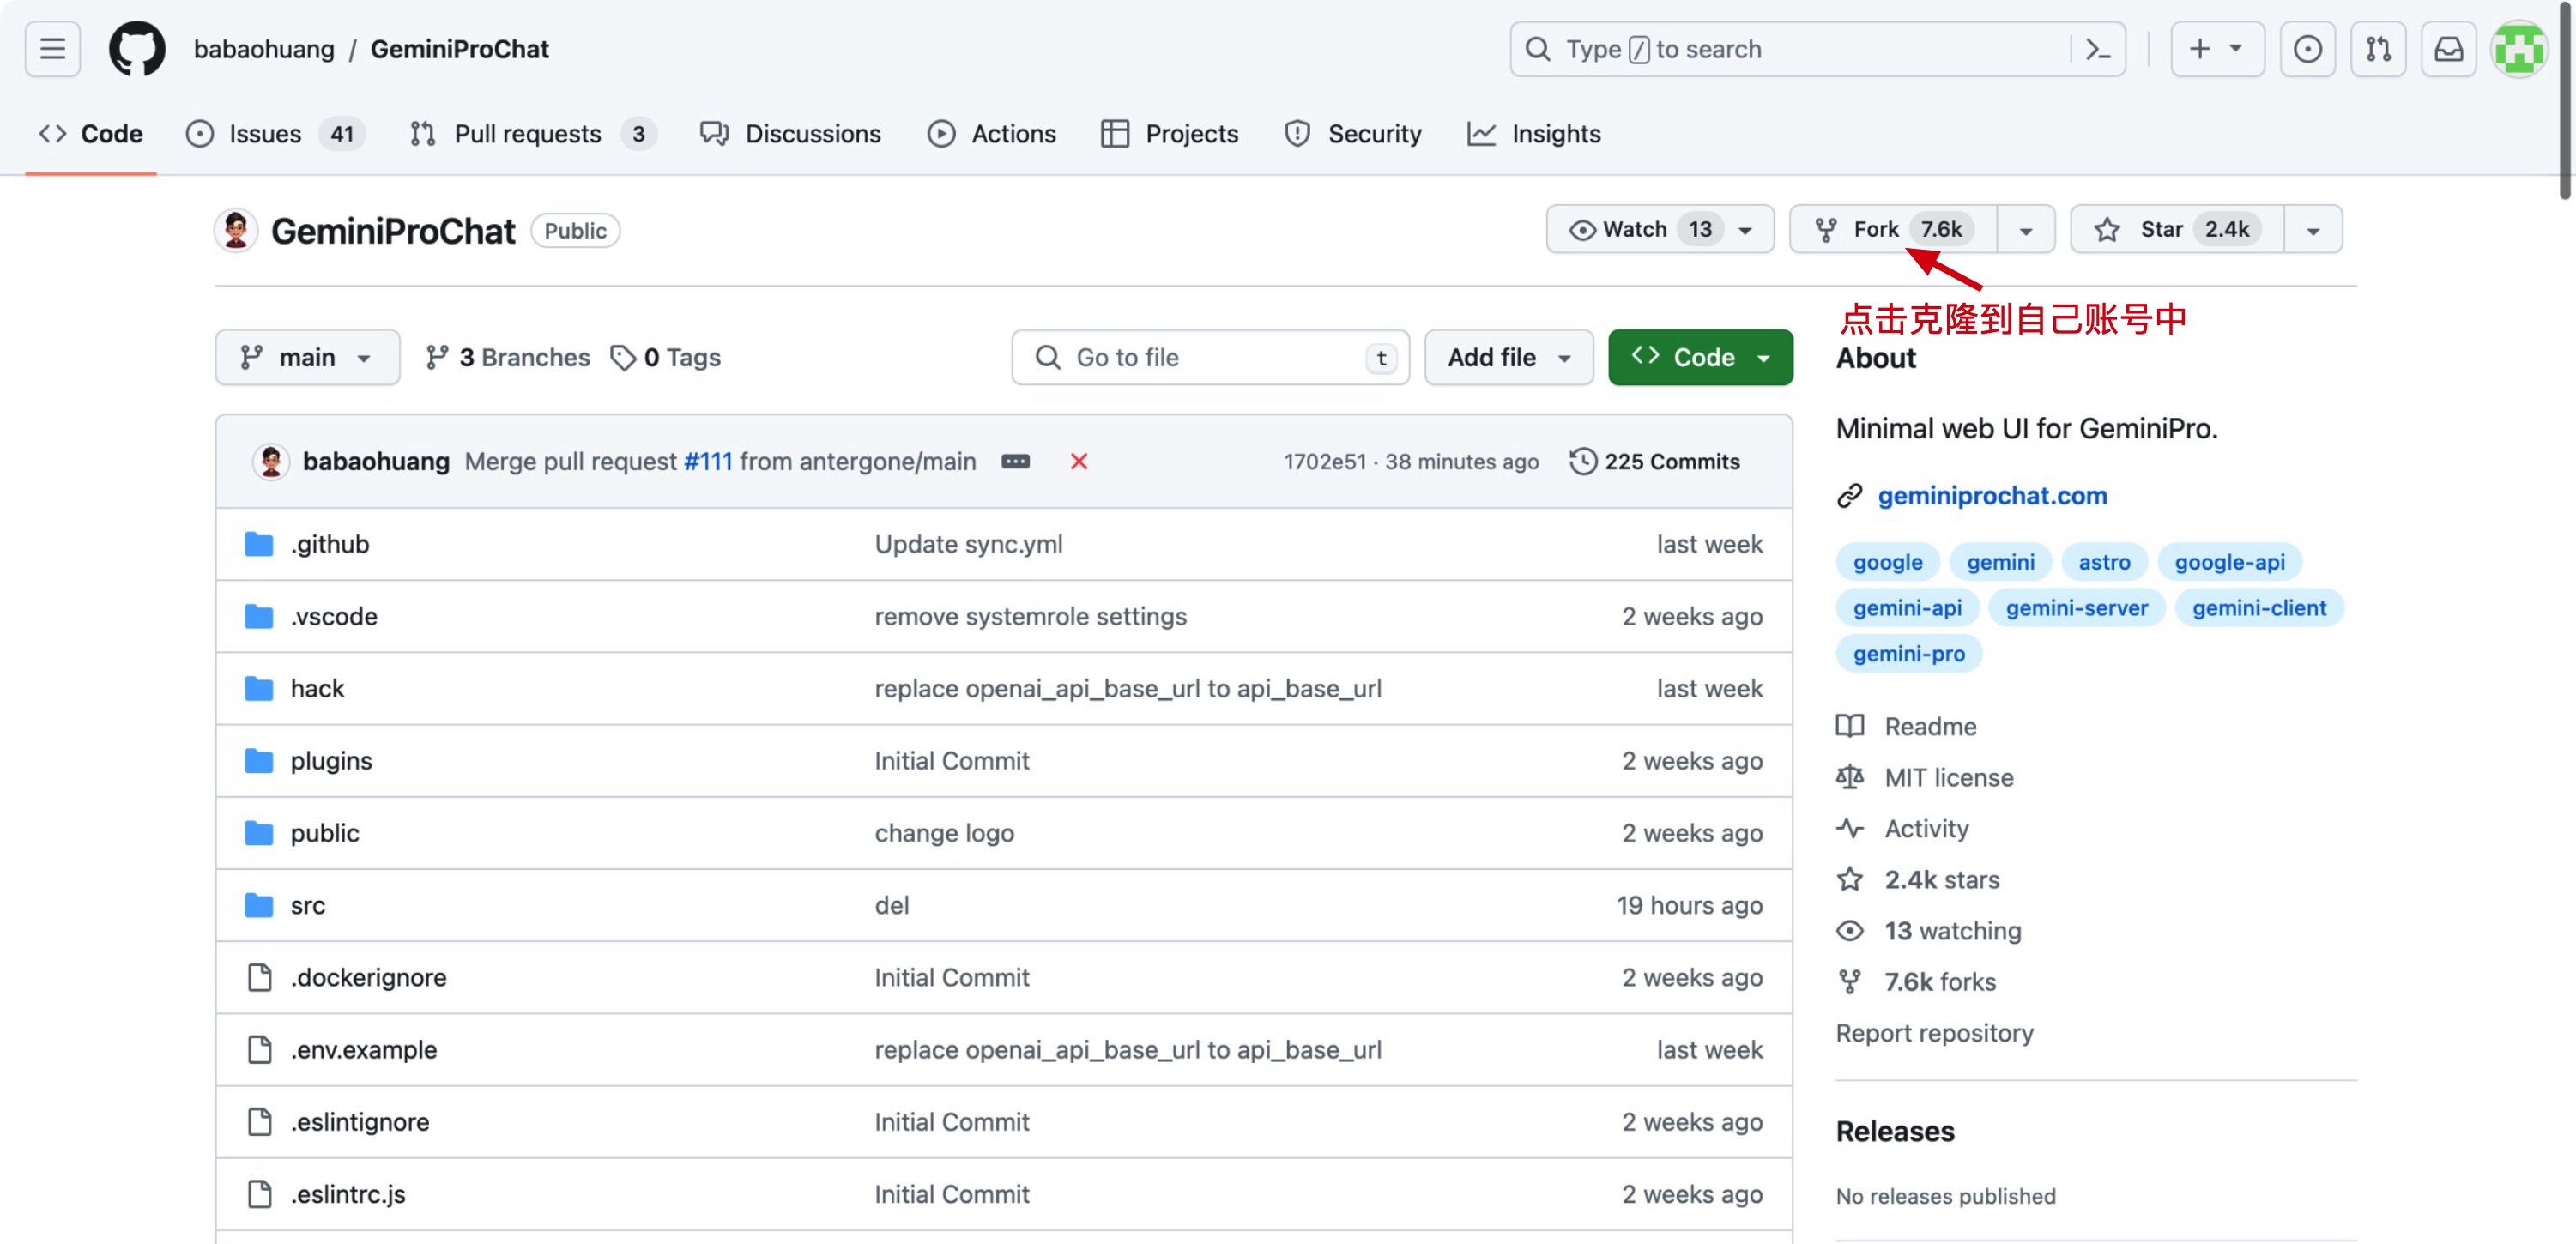 babaohuang / GeminiProChat
Type / to search
Code
Issues 41
Pull requests 3
Discussions
Actions
Projects
Security
Insights
GeminiProChat Public
Watch 13
Fork 7.6k
Star 2.4k
点击克隆到自己账号中
main
3 Branches
0 Tags
Go to file t
Add file
Code
babaohuang Merge pull request #111 from antergone/main 1702e51 · 38 minutes ago 225 Commits
.github Update sync.yml last week
.vscode remove systemrole settings 2 weeks ago
hack replace openai_api_base_url to api_base_url last week
plugins Initial Commit 2 weeks ago
public change logo 2 weeks ago
src del 19 hours ago
.dockerignore Initial Commit 2 weeks ago
.env.example replace openai_api_base_url to api_base_url last week
.eslintignore Initial Commit 2 weeks ago
.eslintrc.js Initial Commit 2 weeks ago
About
Minimal web UI for GeminiPro.
geminiprochat.com
google gemini astro google-api
gemini-api gemini-server gemini-client
gemini-pro
Readme
MIT license
Activity
2.4k stars
13 watching
7.6k forks
Report repository
Releases
No releases published